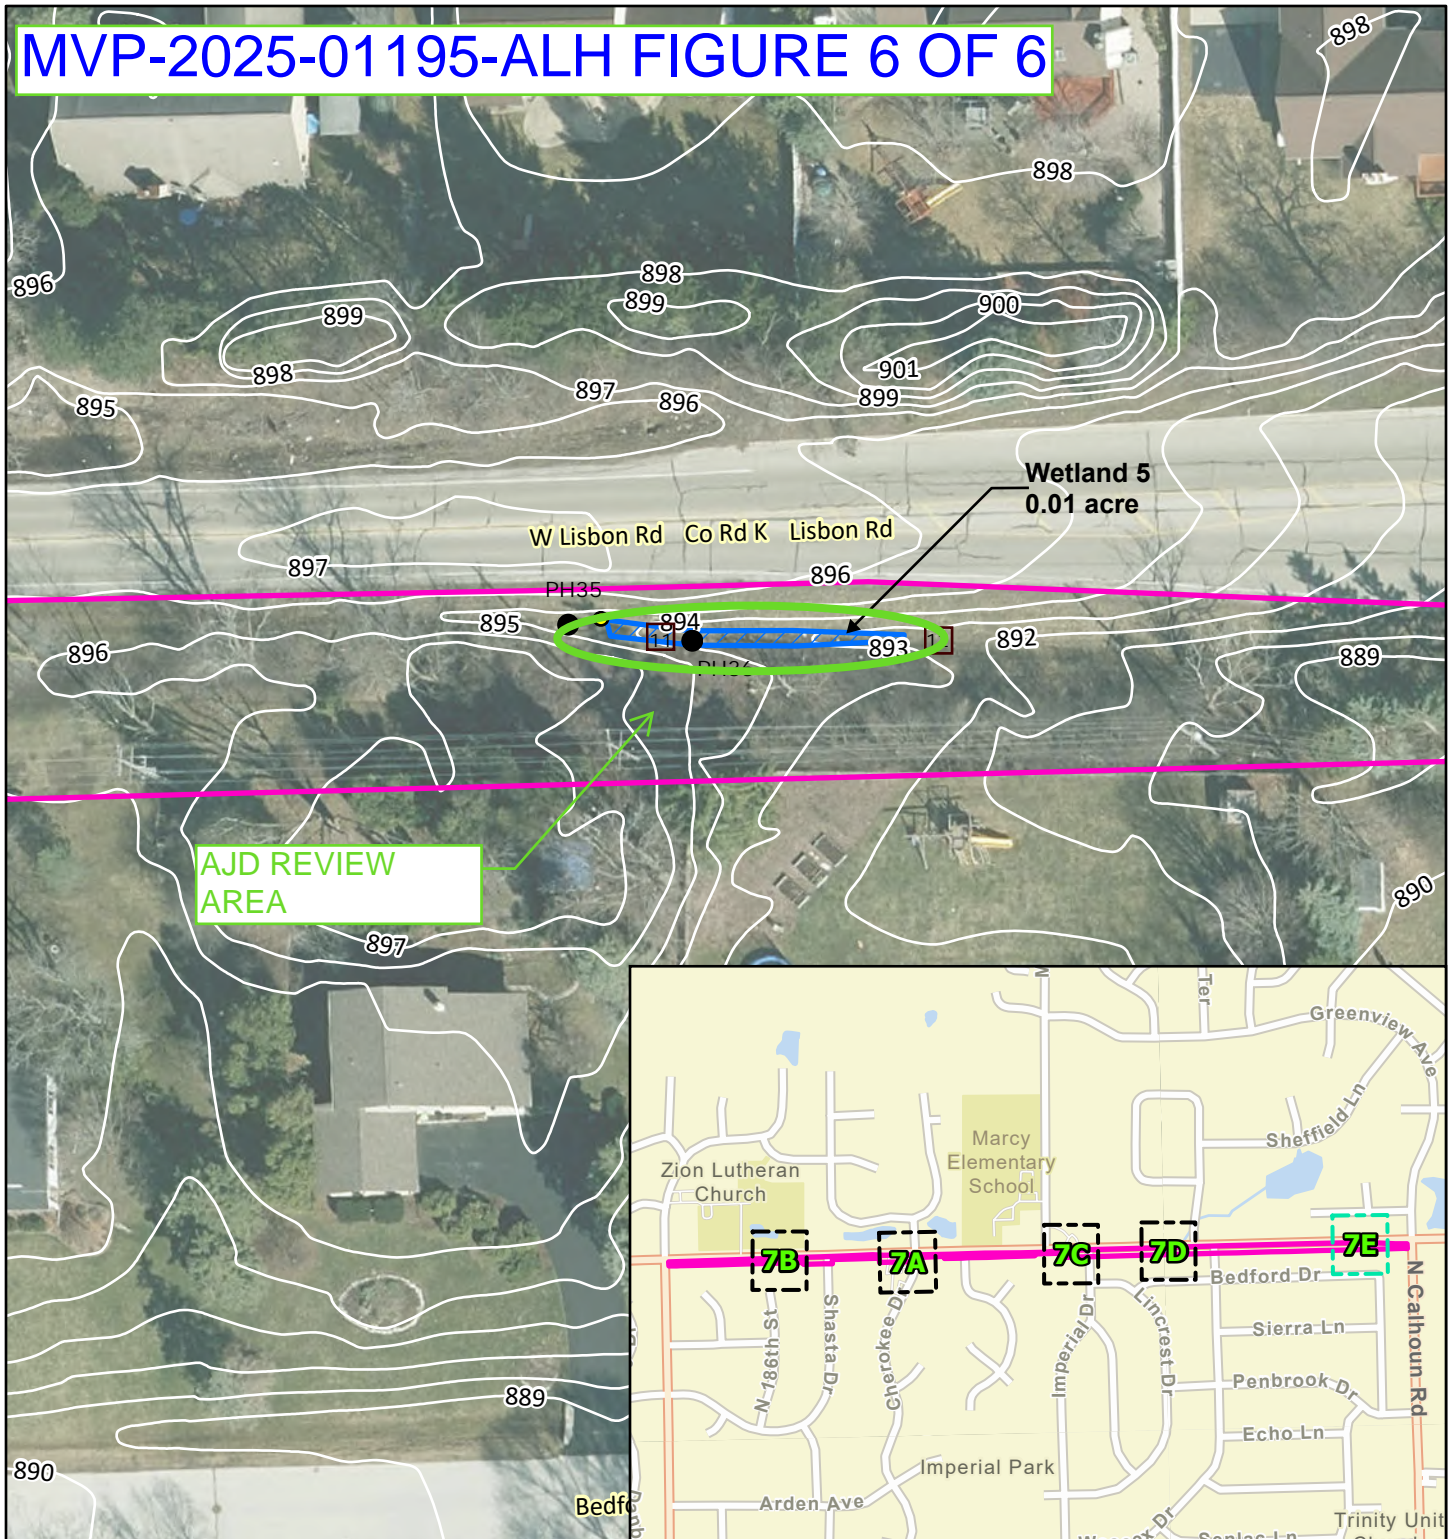 MVP-2025-01195-ALH FIGURE 6 OF 6
898
898
896
898
899
899
900
898
901
897
899
895
896
Wetland 5
0.01 acre
W Lisbon Rd Co Rd K Lisbon Rd
897
896
PH35
895
894
11
892
896
893
889
PH36
AJD REVIEW
AREA
890
897
889
890
Bedfo
Ter
Greenview Ave
Sheffield Ln
Marcy
Elementary
School
Zion Lutheran
Church
7B
7A
7C
7D
7E
Bedford Dr
N 186th St
Shasta Dr
Cherokee Dr
Imperial Dr
Lincrest Dr
Sierra Ln
N Calhoun Rd
Penbrook Dr
Echo Ln
Imperial Park
Arden Ave
Trinity Unit